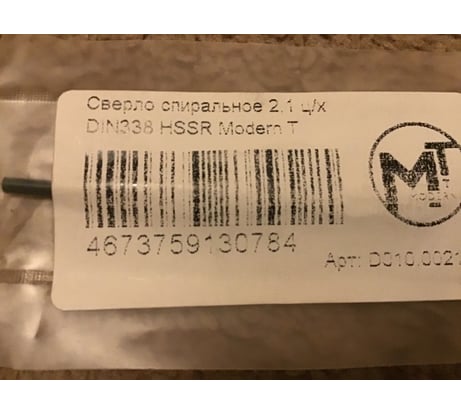 Сверло спиральное 2,1 ц/х
DIN338 HSSR Modern T
MT
4673759130784
Арт: D010.0021